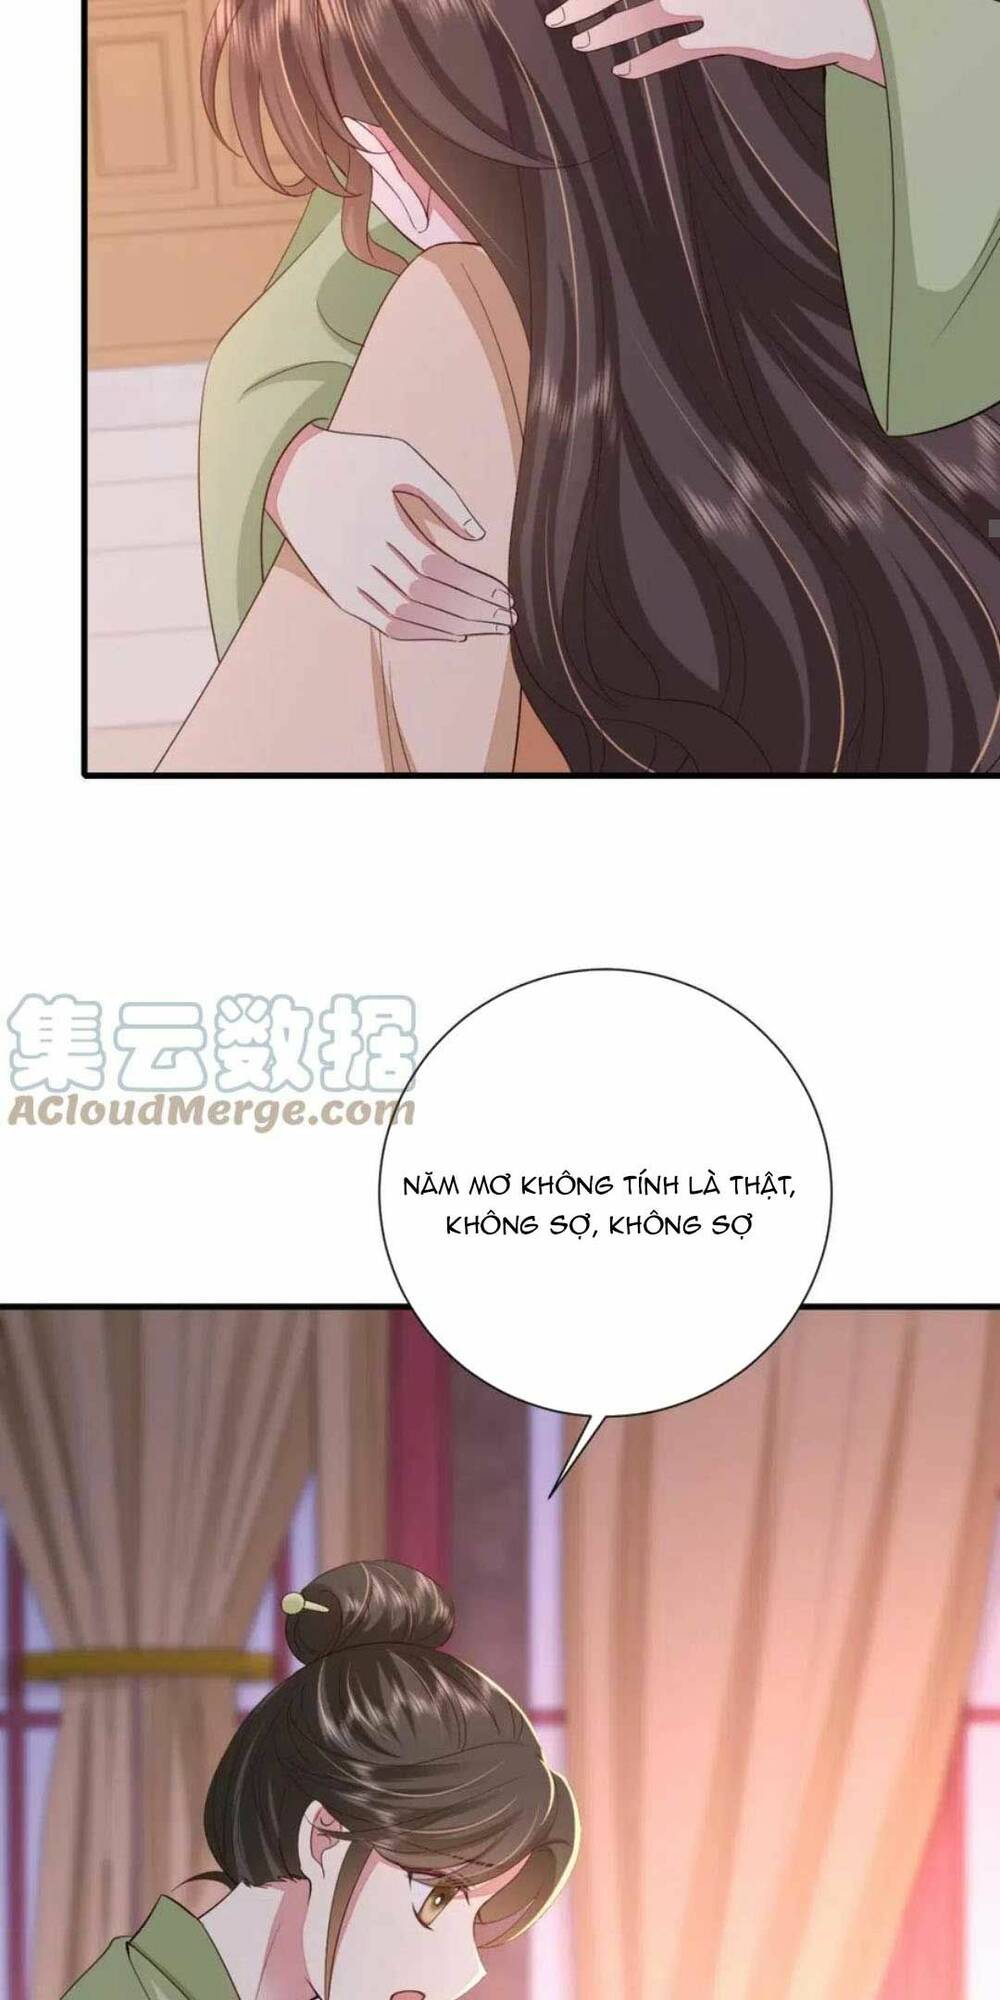 集云数据
ACloudMerge.com
NĂM MƠ KHÔNG TÍNH LÀ THẬT,
KHÔNG SỢ, KHÔNG SỢ